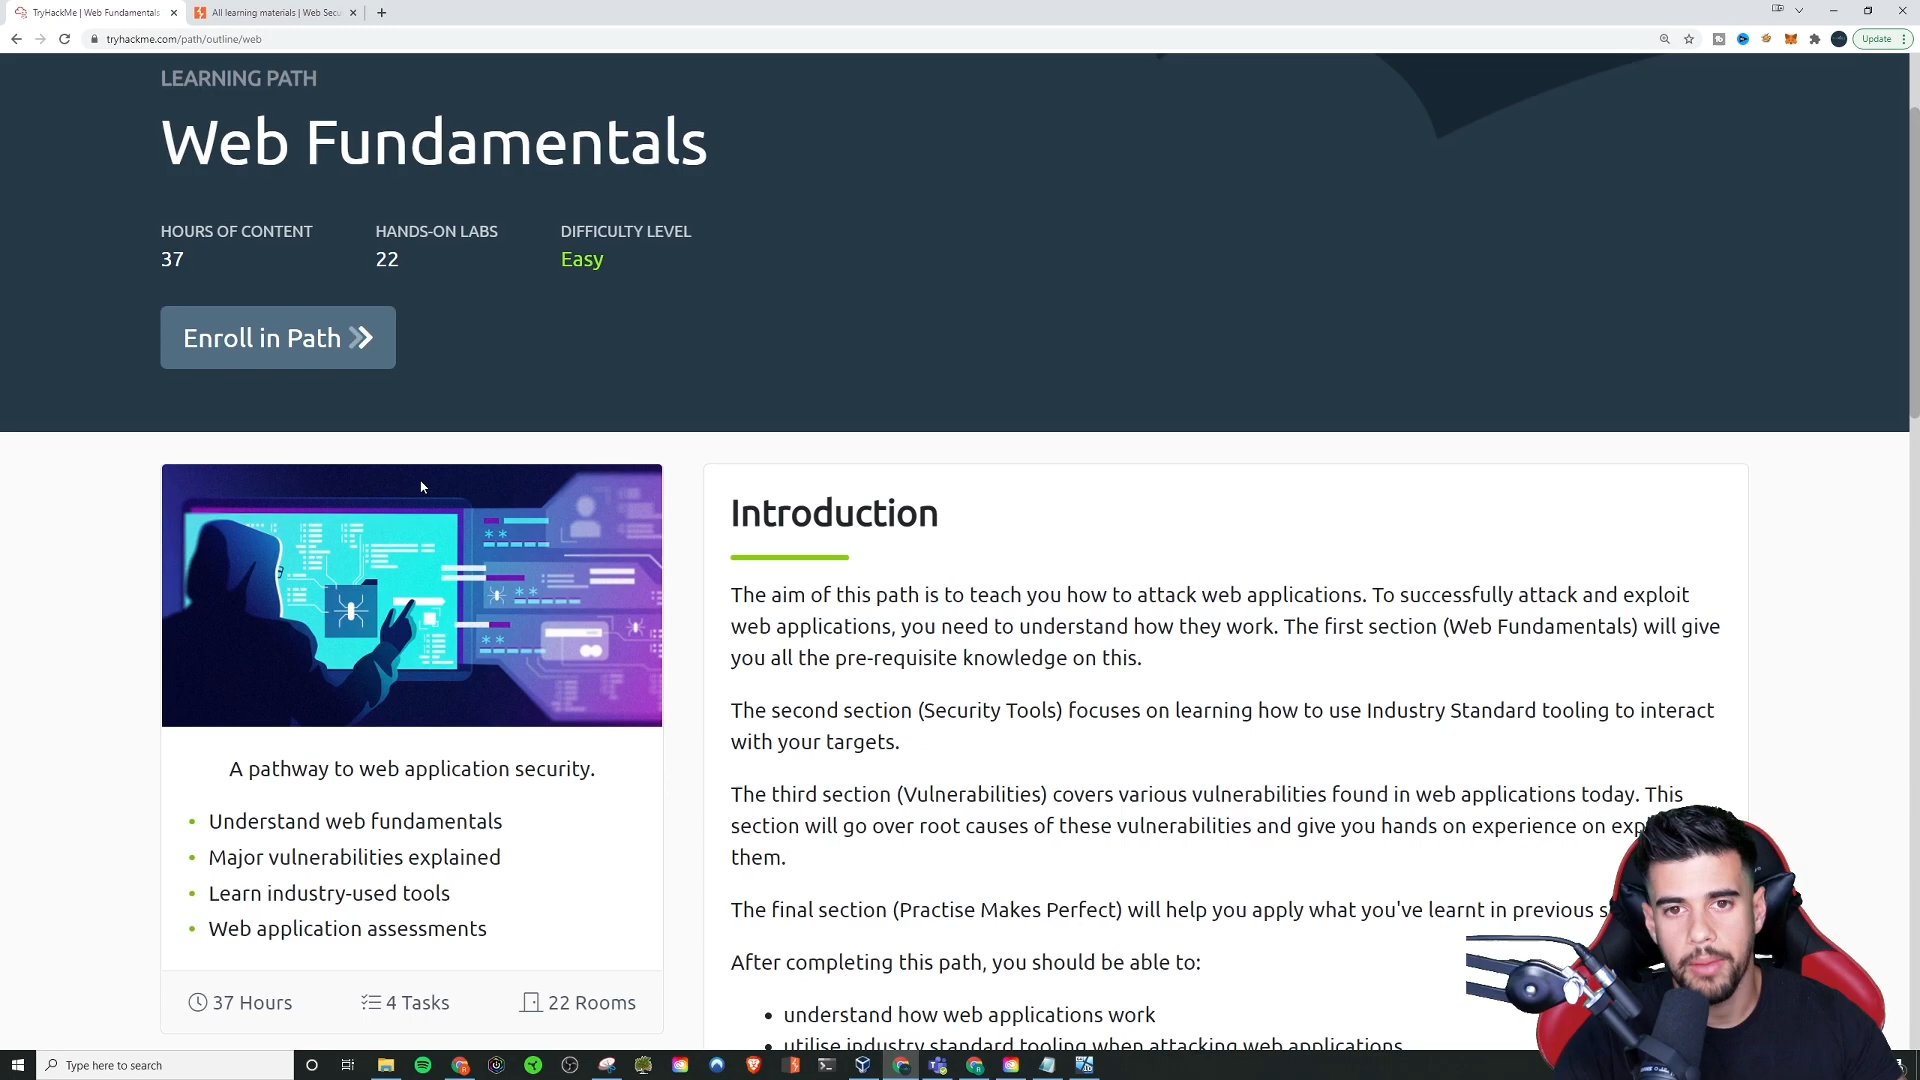 TryHackMe | Web Fundamentals
All learning materials | Web Secu
tryhackme.com/path/outline/web
Update
LEARNING PATH
Web Fundamentals
HOURS OF CONTENT
HANDS-ON LABS
DIFFICULTY LEVEL
37
22
Easy
Enroll in Path
A pathway to web application security.
Understand web fundamentals
Major vulnerabilities explained
Learn industry-used tools
Web application assessments
37 Hours
4 Tasks
22 Rooms
Introduction
The aim of this path is to teach you how to attack web applications. To successfully attack and exploit
web applications, you need to understand how they work. The first section (Web Fundamentals) will give
you all the pre-requisite knowledge on this.
The second section (Security Tools) focuses on learning how to use Industry Standard tooling to interact
with your targets.
The third section (Vulnerabilities) covers various vulnerabilities found in web applications today. This
section will go over root causes of these vulnerabilities and give you hands on experience on exp
them.
The final section (Practise Makes Perfect) will help you apply what you've learnt in previous s
After completing this path, you should be able to:
understand how web applications work
utilise industry standard tooling when attacking web applications
Type here to search